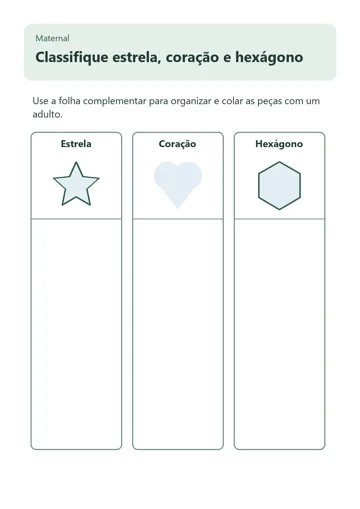 Maternal
Classifique estrela, coração e hexágono
Use a folha complementar para organizar e colar as peças com um
adulto.
Estrela
Coração
Hexágono